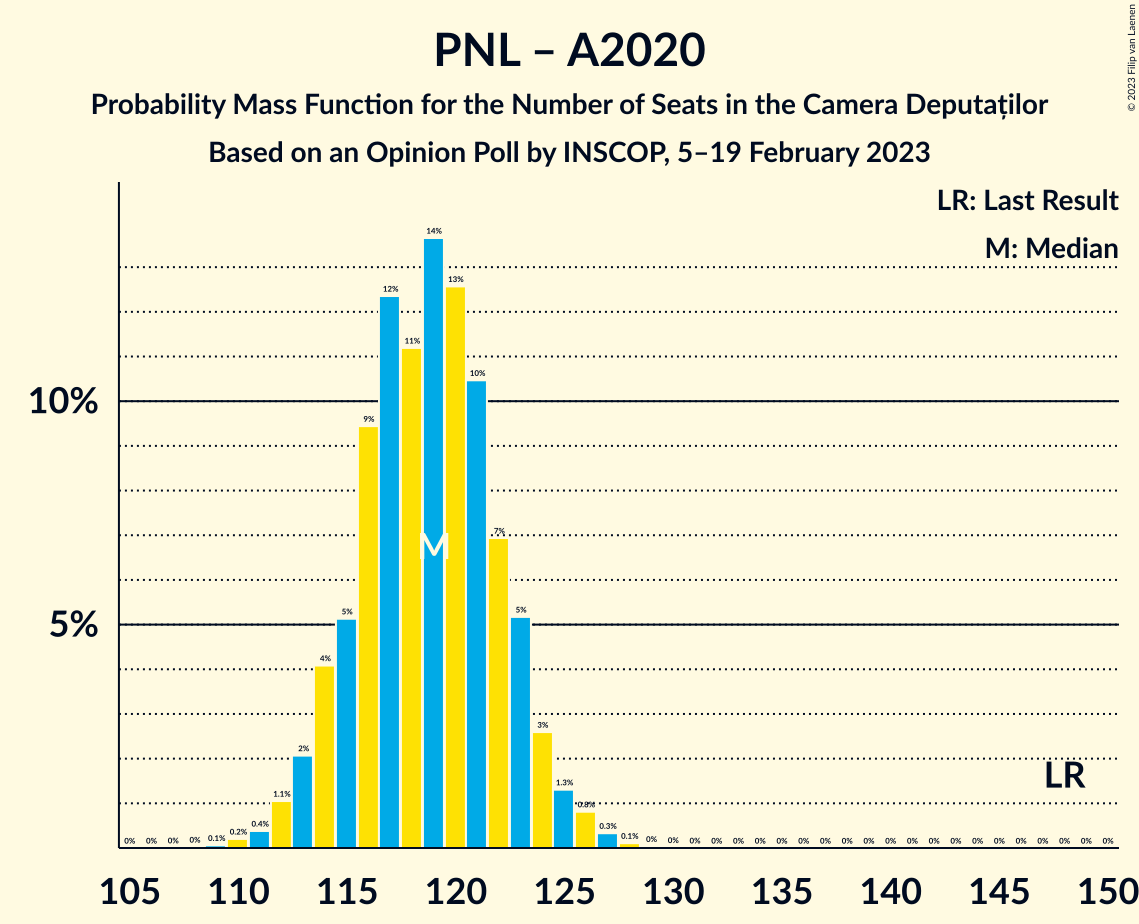 PNL – A2020
Probability Mass Function for the Number of Seats in the Camera Deputaților
Based on an Opinion Poll by INSCOP, 5–19 February 2023
© 2023 Filip van Laenen
LR: Last Result
M: Median
10%
5%
0% 0% 0% 0% 0.1% 0.2% 0.4% 1.1% 2% 4% 5% 9% 12% 11% 14% 13% 10% 7% 5% 3% 1.3% 0.8% 0.3% 0.1% 0% 0% 0% 0% 0% 0% 0% 0% 0% 0% 0% 0% 0% 0% 0% 0% 0% 0% 0% 0% 0% 0%
M
LR
105 110 115 120 125 130 135 140 145 150